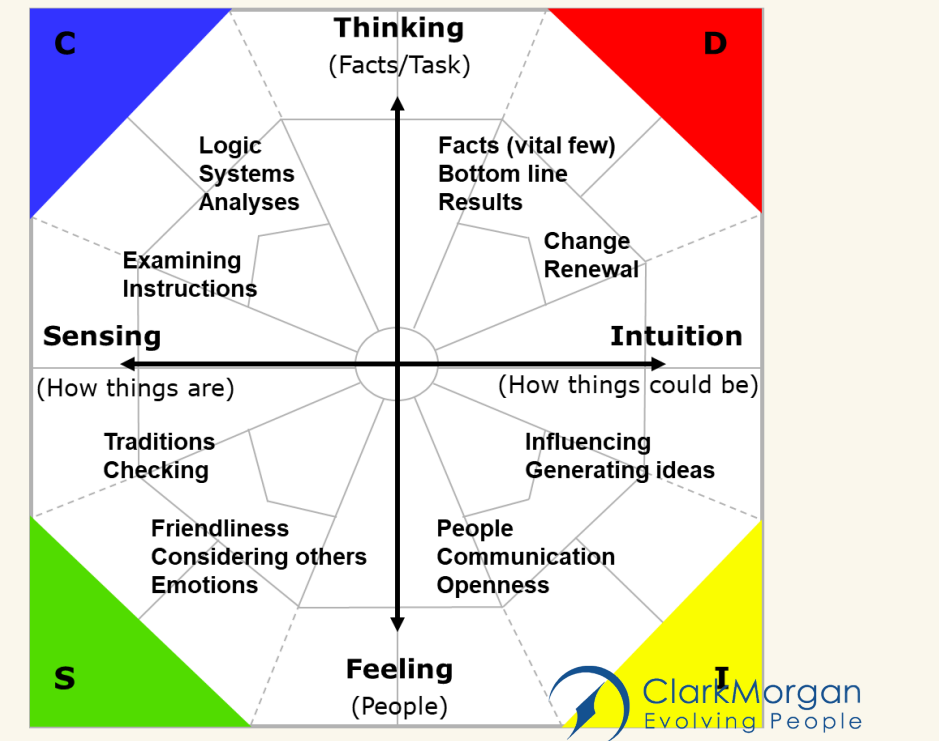 C
Thinking
D
(Facts/Task)
Logic
Systems
Analyses
Facts (vital few)
Bottom line
Results
Examining
Instructions
Change
Renewal
Sensing
Intuition
(How things are)
(How things could be)
Traditions
Checking
Influencing
Generating ideas
Friendliness
Considering others
Emotions
People
Communication
Openness
S
Feeling
(People)
I
ClarkMorgan
Evolving People